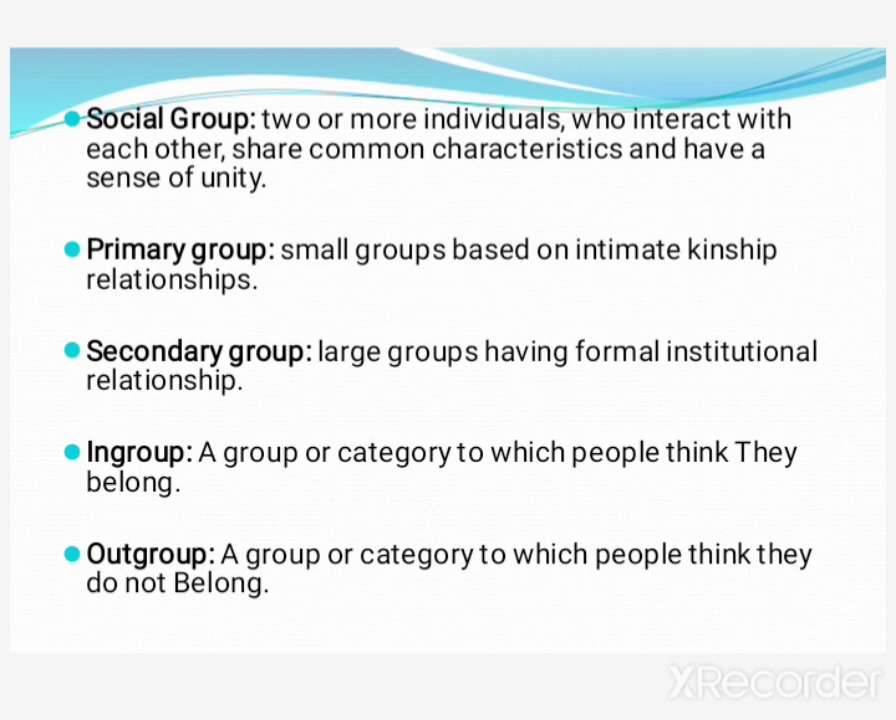 Social Group: two or more individuals, who interact with
each other, share common characteristics and have a
sense of unity.
Primary group: small groups based on intimate kinship
relationships.
Secondary group: large groups having formal institutional
relationship.
Ingroup: A group or category to which people think They
belong.
Outgroup: A group or category to which people think they
do not Belong.
XRecorder